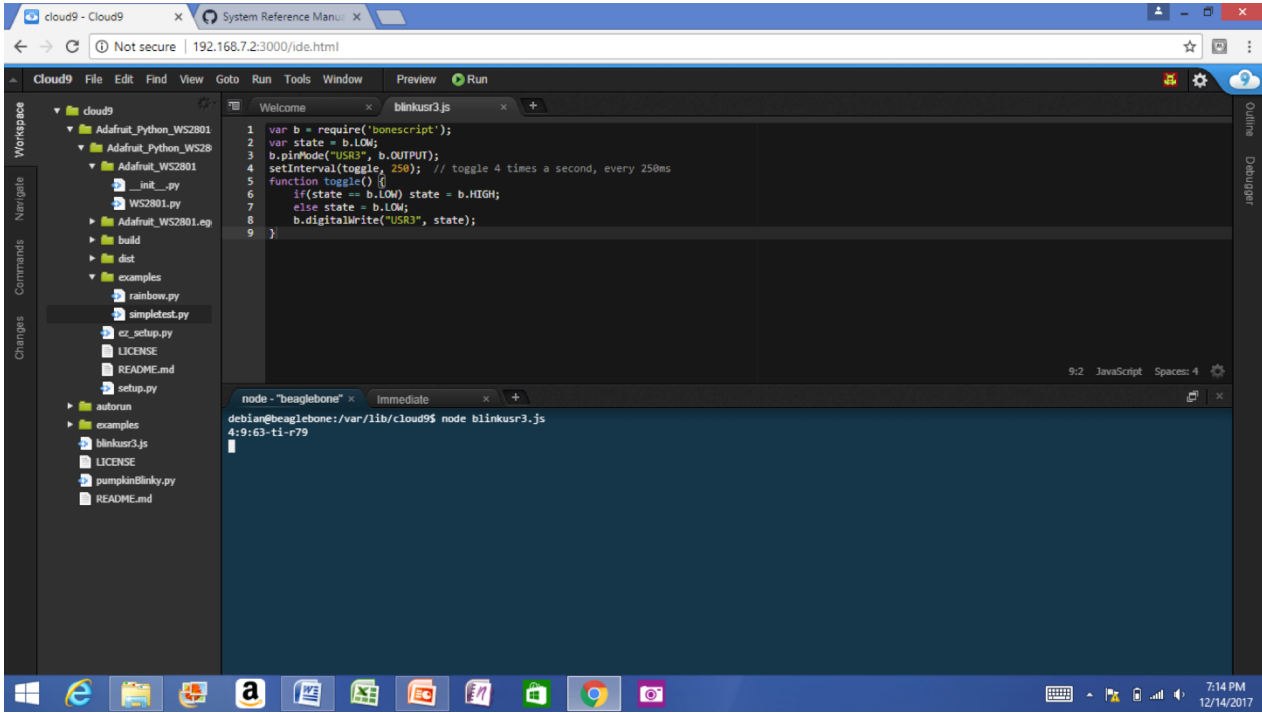 cloud9 - Cloud9
System Reference Manua
Not secure | 192.168.7.2:3000/ide.html
Cloud9 File Edit Find View Goto Run Tools Window Preview Run
Workspace
Navigate
Commands
Changes
cloud9
Adafruit_Python_WS2801
Adafruit_Python_WS28
Adafruit_WS2801
__init__.py
WS2801.py
Adafruit_WS2801.eg
build
dist
examples
rainbow.py
simpletest.py
ez_setup.py
LICENSE
README.md
setup.py
autorun
examples
blinkusr3.js
LICENSE
pumpkinBlinky.py
README.md
Welcome
blinkusr3.js
1 var b = require('bonescript');
2 var state = b.LOW;
3 b.pinMode("USR3", b.OUTPUT);
4 setInterval(toggle, 250); // toggle 4 times a second, every 250ms
5 function toggle() {
6 if(state == b.LOW) state = b.HIGH;
7 else state = b.LOW;
8 b.digitalWrite("USR3", state);
9 }
9:2 JavaScript Spaces: 4
Outline
Debugger
node - "beaglebone"
Immediate
debian@beaglebone:/var/lib/cloud9$ node blinkusr3.js
4:9:63-ti-r79
7:14 PM
12/14/2017